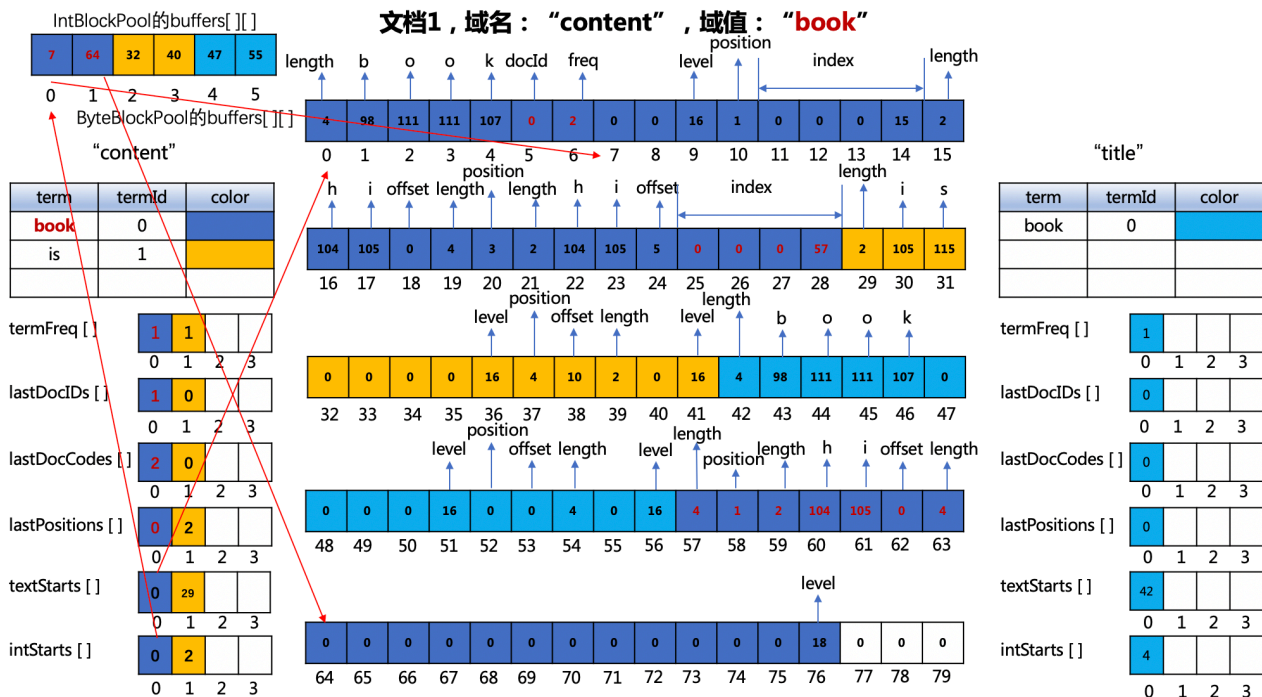 文档1，域名：“content”，域值：“book”
IntBlockPool的buffers[ ][ ]
7 64 32 40 47 55
0 1 2 3 4 5
ByteBlockPool的buffers[ ][ ]
length b o o k docId freq level position index length
4 98 111 111 107 0 2 0 0 16 1 0 0 0 15 2
0 1 2 3 4 5 6 7 8 9 10 11 12 13 14 15
h i offset length position length h i offset index length i s
104 105 0 4 3 2 104 105 5 0 0 0 57 2 105 115
16 17 18 19 20 21 22 23 24 25 26 27 28 29 30 31
level position offset length level length b o o k
0 0 0 0 16 4 10 2 0 16 4 98 111 111 107 0
32 33 34 35 36 37 38 39 40 41 42 43 44 45 46 47
level position offset length level length position length h i offset length
0 0 0 16 0 0 4 0 16 4 1 2 104 105 0 4
48 49 50 51 52 53 54 55 56 57 58 59 60 61 62 63
level
0 0 0 0 0 0 0 0 0 0 0 0 18 0 0 0
64 65 66 67 68 69 70 71 72 73 74 75 76 77 78 79
“content”
term termId color
book 0
is 1
termFreq [ ] 1 1
0 1 2 3
lastDocIDs [ ] 1 0
0 1 2 3
lastDocCodes [ ] 2 0
0 1 2 3
lastPositions [ ] 0 2
0 1 2 3
textStarts [ ] 0 29
0 1 2 3
intStarts [ ] 0 2
0 1 2 3
“title”
term termId color
book 0
termFreq [ ] 1
0 1 2 3
lastDocIDs [ ] 0
0 1 2 3
lastDocCodes [ ] 0
0 1 2 3
lastPositions [ ] 0
0 1 2 3
textStarts [ ] 42
0 1 2 3
intStarts [ ] 4
0 1 2 3